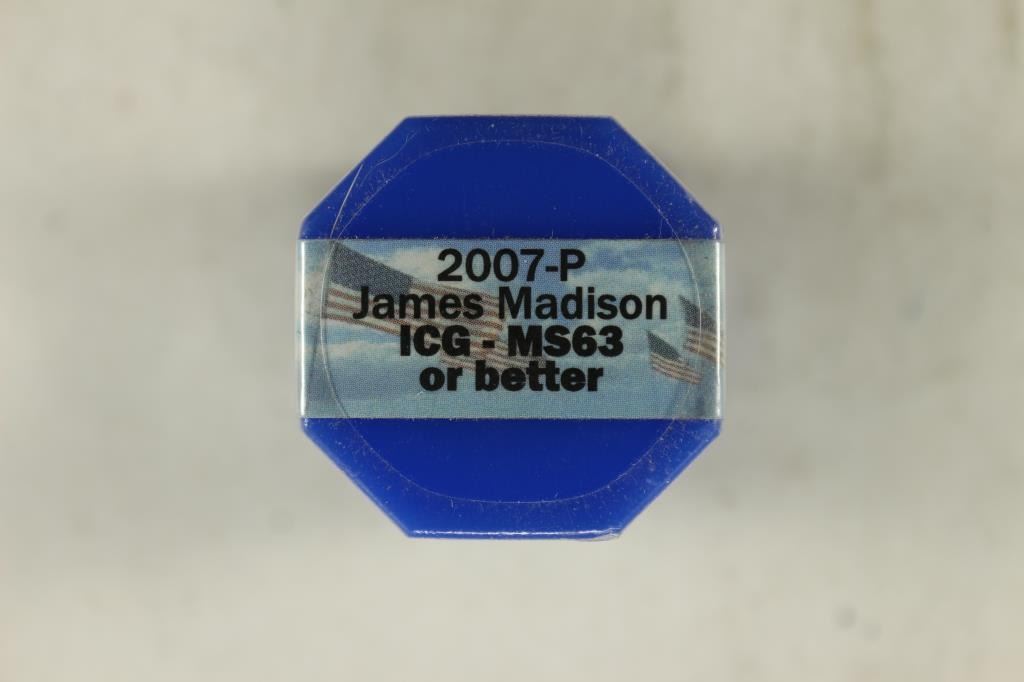 2007-P
James Madison
ICG - MS63
or better